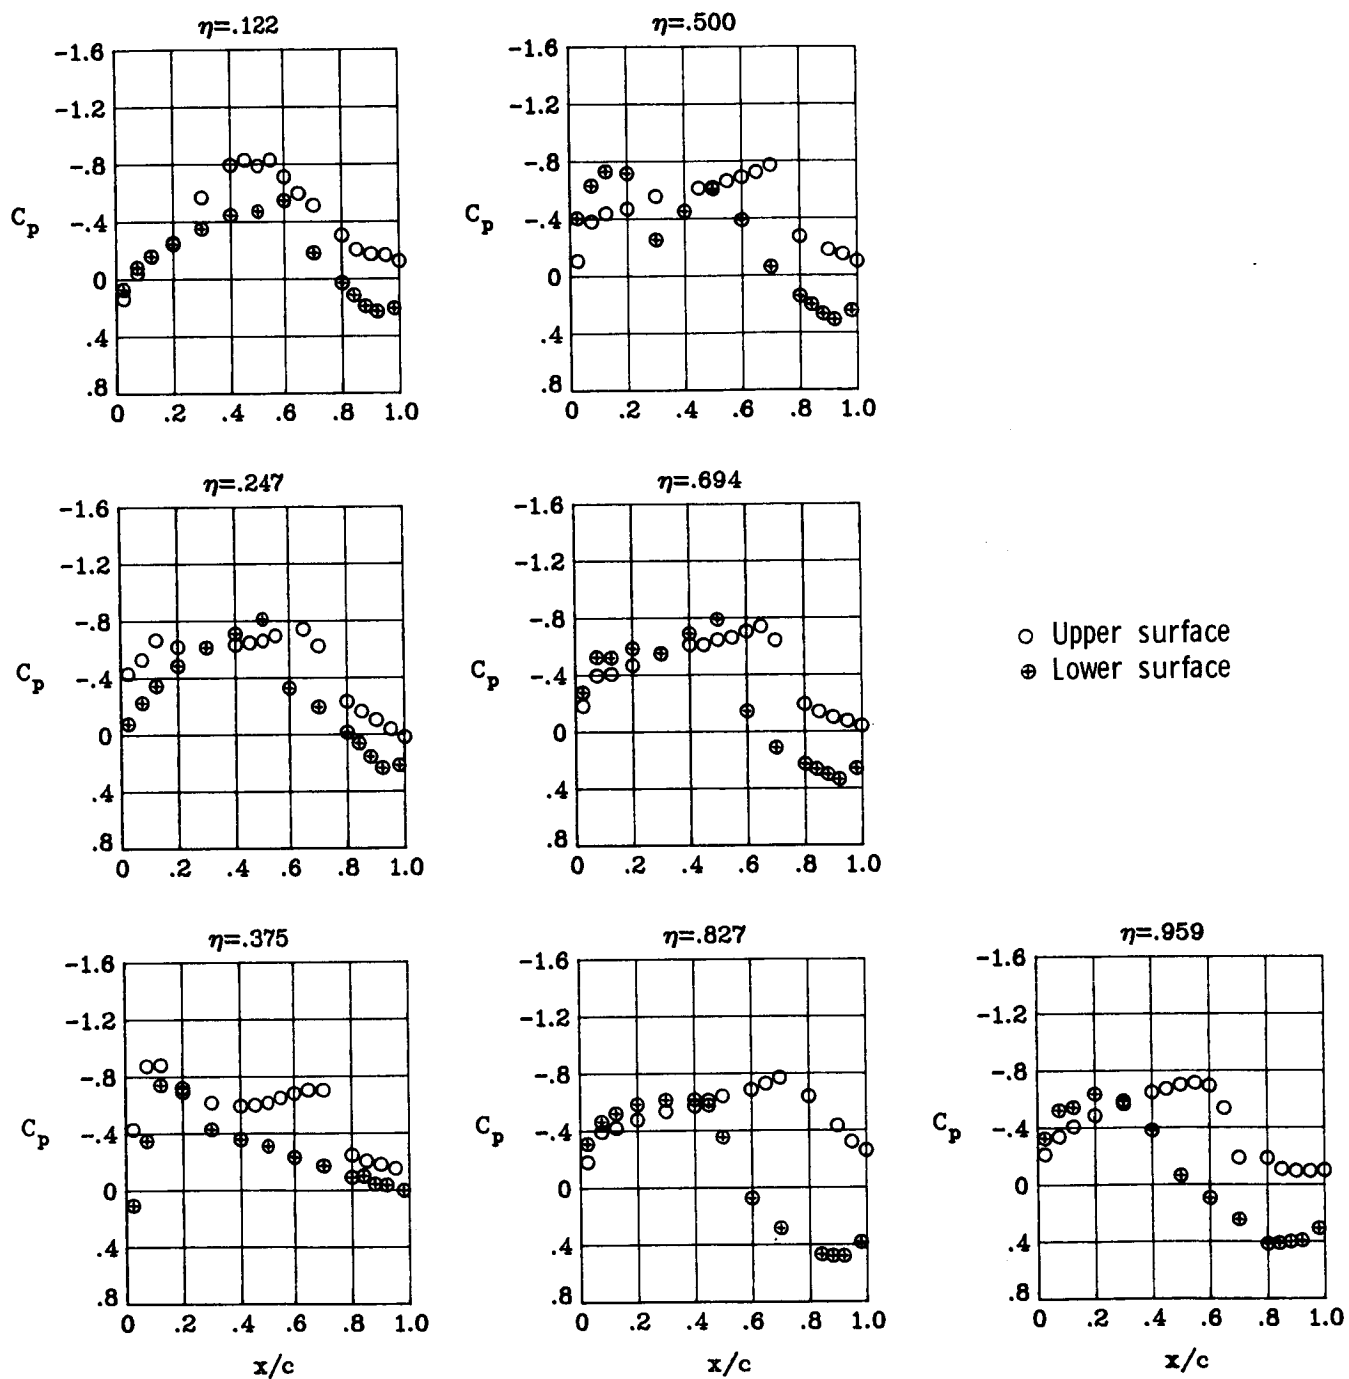 η=.122
-1.6
-1.2
-.8
-.4
0
.4
.8
C_p
0 .2 .4 .6 .8 1.0
η=.500
-1.6
-1.2
-.8
-.4
0
.4
.8
C_p
0 .2 .4 .6 .8 1.0
η=.247
-1.6
-1.2
-.8
-.4
0
.4
.8
C_p
0 .2 .4 .6 .8 1.0
η=.694
-1.6
-1.2
-.8
-.4
0
.4
.8
C_p
0 .2 .4 .6 .8 1.0
Upper surface
Lower surface
η=.375
-1.6
-1.2
-.8
-.4
0
.4
.8
C_p
0 .2 .4 .6 .8 1.0
x/c
η=.827
-1.6
-1.2
-.8
-.4
0
.4
.8
C_p
0 .2 .4 .6 .8 1.0
x/c
η=.959
-1.6
-1.2
-.8
-.4
0
.4
.8
C_p
0 .2 .4 .6 .8 1.0
x/c